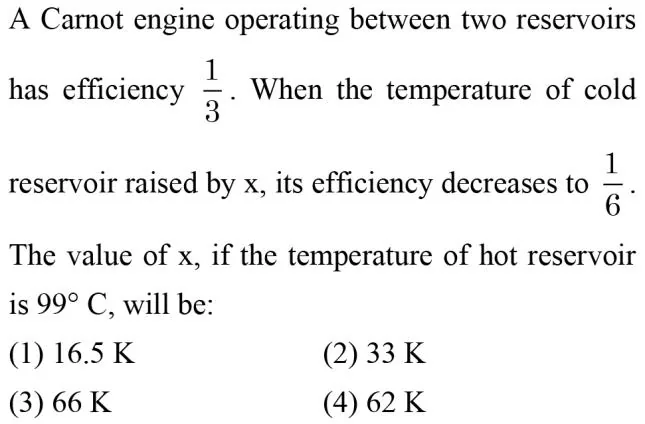 A Carnot engine operating between two reservoirs
has efficiency 1/3. When the temperature of cold
reservoir raised by x, its efficiency decreases to 1/6.
The value of x, if the temperature of hot reservoir
is 99° C, will be:
(1) 16.5 K (2) 33 K
(3) 66 K (4) 62 K